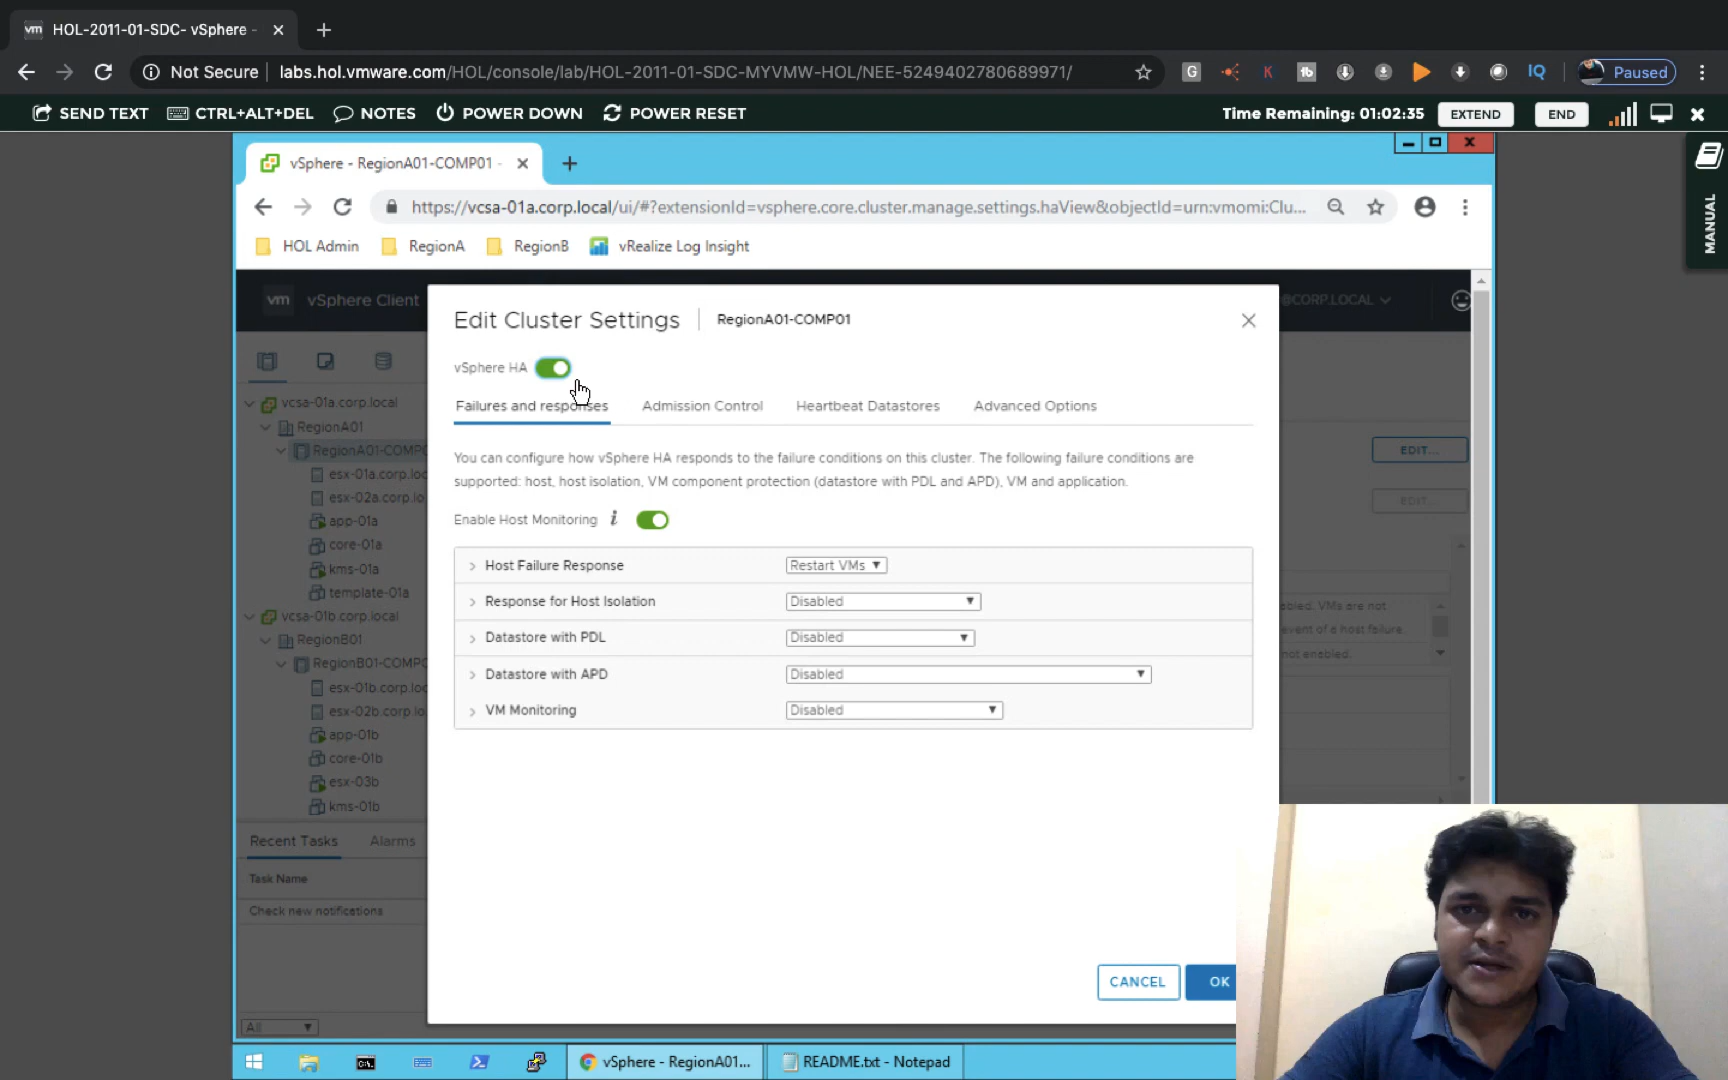 vm HOL-2011-01-SDC- vSphere -
Not Secure labs.hol.vmware.com/HOL/console/lab/HOL-2011-01-SDC-MYVMW-HOL/NEE-5249402780689971/
G K tb IQ Paused
SEND TEXT CTRL+ALT+DEL NOTES POWER DOWN POWER RESET Time Remaining: 01:02:35 EXTEND END
MANUAL
vSphere - RegionA01-COMP01 -
https://vcsa-01a.corp.local/ui/#?extensionId=vsphere.core.cluster.manage.settings.haView&objectId=urn:vmomi:Clu...
HOL Admin RegionA RegionB vRealize Log Insight
vm vSphere Client @CORP.LOCAL
Edit Cluster Settings RegionA01-COMP01
vSphere HA
Failures and responses Admission Control Heartbeat Datastores Advanced Options
You can configure how vSphere HA responds to the failure conditions on this cluster. The following failure conditions are
supported: host, host isolation, VM component protection (datastore with PDL and APD), VM and application.
Enable Host Monitoring i
Host Failure Response Restart VMs
Response for Host Isolation Disabled
Datastore with PDL Disabled
Datastore with APD Disabled
VM Monitoring Disabled
CANCEL OK
vcsa-01a.corp.local
RegionA01
RegionA01-COMP0
esx-01a.corp.loc
esx-02a.corp.lo
app-01a
core-01a
kms-01a
template-01a
vcsa-01b.corp.local
RegionB01
RegionB01-COMP0
esx-01b.corp.lo
esx-02b.corp.lo
app-01b
core-01b
esx-03b
kms-01b
EDIT...
EDIT...
abled. VMs are not
event of a host failure.
not enabled.
Recent Tasks Alarms
Task Name
Check new notifications
All
vSphere - RegionA01... README.txt - Notepad